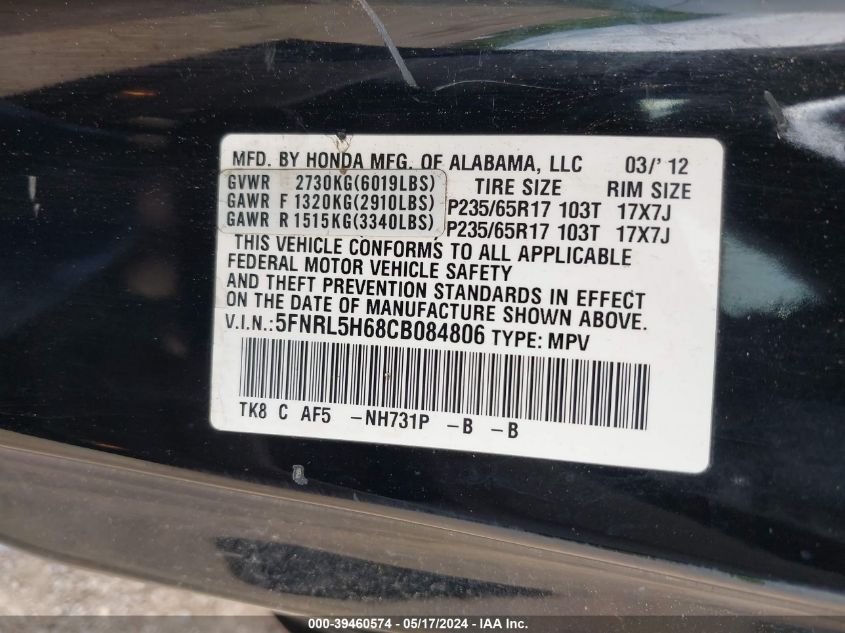 MFD. BY HONDA MFG. OF ALABAMA, LLC 03/' 12
GVWR 2730KG(6019LBS) TIRE SIZE RIM SIZE
GAWR F 1320KG(2910LBS) P235/65R17 103T 17X7J
GAWR R 1515KG(3340LBS) P235/65R17 103T 17X7J
THIS VEHICLE CONFORMS TO ALL APPLICABLE
FEDERAL MOTOR VEHICLE SAFETY
AND THEFT PREVENTION STANDARDS IN EFFECT
ON THE DATE OF MANUFACTURE SHOWN ABOVE.
V.I.N.:5FNRL5H68CB084806 TYPE: MPV
TK8 C AF5 -NH731P -B -B
000-39460574 - 05/17/2024 - IAA Inc.